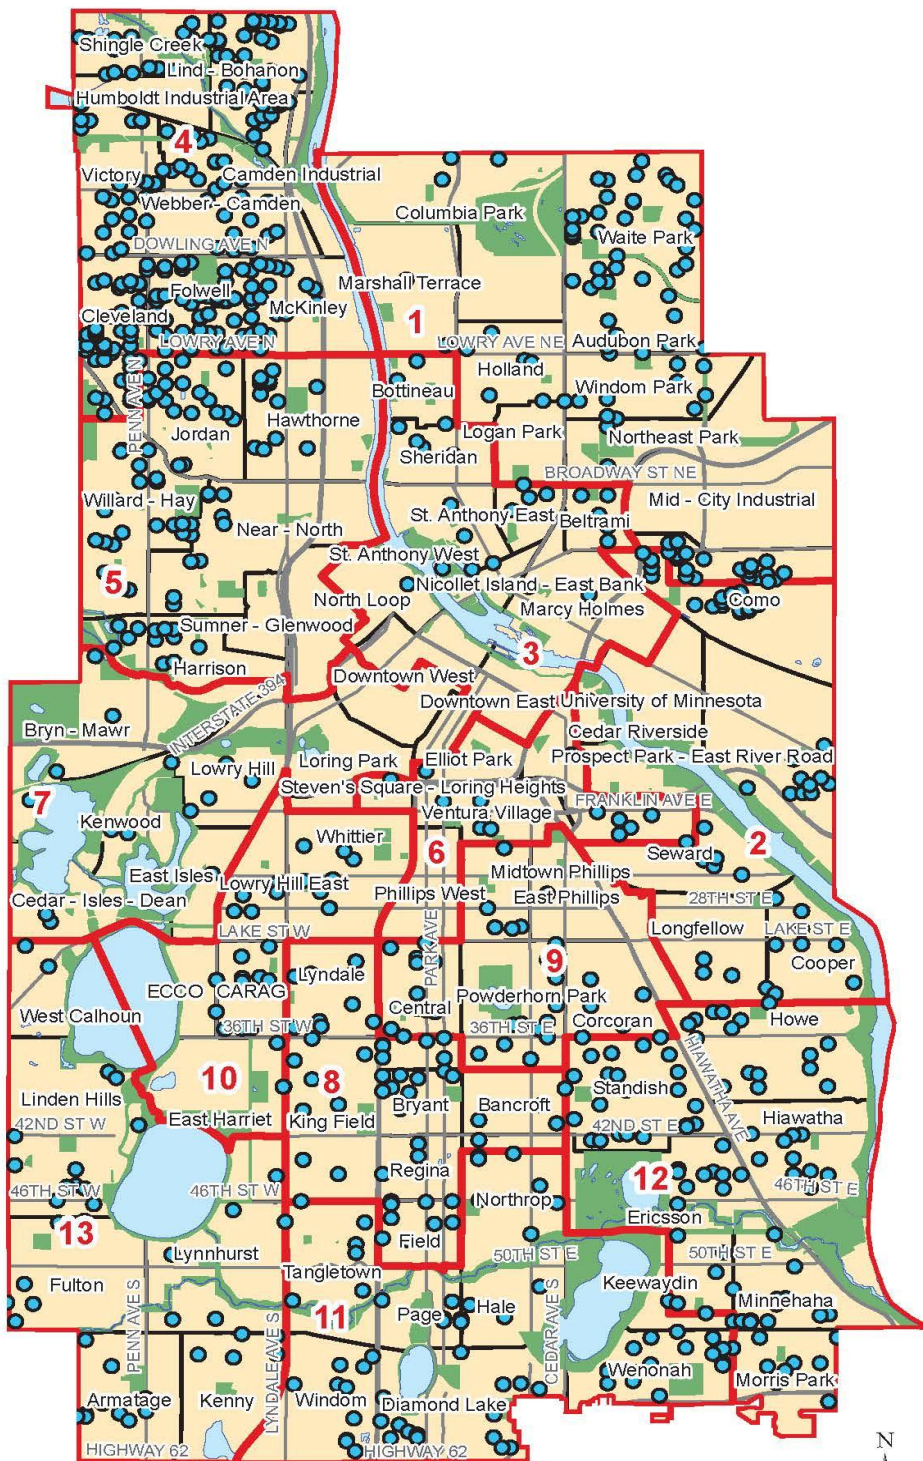 Shingle Creek
Lind - Bohanon
Humboldt Industrial Area
4
Victory
Camden Industrial
Webber - Camden
Columbia Park
Waite Park
DOWLING AVE N
Folwell
Marshall Terrace
McKinley
Cleveland
1
LOWRY AVE N
LOWRY AVE NE
Audubon Park
Holland
PENN AVE N
Bottineau
Windom Park
Hawthorne
Jordan
Logan Park
Northeast Park
Sheridan
BROADWAY ST NE
Willard - Hay
Mid - City Industrial
St. Anthony East
Beltrami
Near - North
St. Anthony West
5
Nicollet Island - East Bank
North Loop
Marcy Holmes
Como
Sumner - Glenwood
3
Harrison
Downtown West
Downtown East
University of Minnesota
INTERSTATE 394
Bryn - Mawr
Cedar Riverside
Loring Park
Elliot Park
Prospect Park - East River Road
Lowry Hill
Steven's Square - Loring Heights
7
FRANKLIN AVE E
Ventura Village
Kenwood
Whittier
6
2
Seward
East Isles
Midtown Phillips
Lowry Hill East
Phillips West
East Phillips
28TH ST E
Cedar - Isles - Dean
LAKE ST W
PARK AVE
Longfellow
LAKE ST E
9
Cooper
Lyndale
ECCO
CARAG
Powderhorn Park
West Calhoun
Central
36TH ST W
36TH ST E
Corcoran
Howe
HIAWATHA AVE
10
8
Standish
Linden Hills
Bryant
Bancroft
42ND ST W
East Harriet
King Field
42ND ST E
Hiawatha
Regina
12
46TH ST W
46TH ST W
46TH ST E
Northrop
13
Ericsson
Field
Lynnhurst
50TH ST E
50TH ST E
Fulton
Tangletown
Keewaydin
PENN AVE S
LYNDALE AVE S
11
Page
Hale
CEDAR AVE S
Minnehaha
Wenonah
Morris Park
Armatage
Kenny
Windom
Diamond Lake
HIGHWAY 62
HIGHWAY 62
N